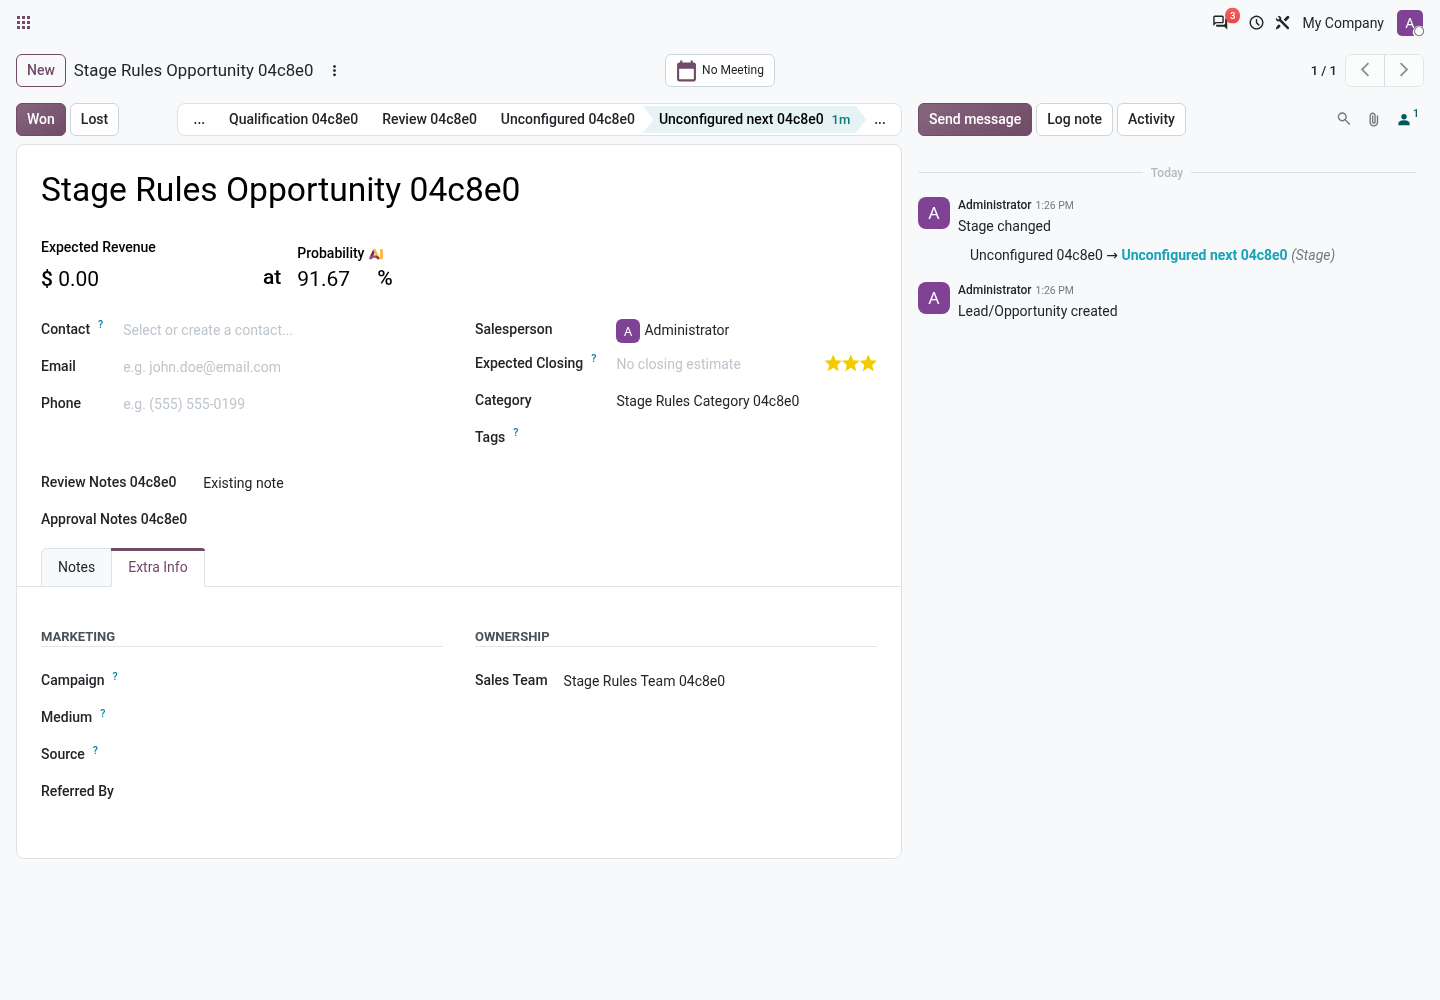 3
My Company
A
New
Stage Rules Opportunity 04c8e0
No Meeting
1 / 1
Won
Lost
...
Qualification 04c8e0
Review 04c8e0
Unconfigured 04c8e0
Unconfigured next 04c8e0 1m
...
Send message
Log note
Activity
1
Stage Rules Opportunity 04c8e0
Expected Revenue
$ 0.00
at
Probability AI
91.67 %
Contact ?
Select or create a contact...
Email
e.g. john.doe@email.com
Phone
e.g. (555) 555-0199
Salesperson
A Administrator
Expected Closing ?
No closing estimate
Category
Stage Rules Category 04c8e0
Tags ?
Review Notes 04c8e0
Existing note
Approval Notes 04c8e0
Notes
Extra Info
MARKETING
Campaign ?
Medium ?
Source ?
Referred By
OWNERSHIP
Sales Team
Stage Rules Team 04c8e0
Today
A
Administrator 1:26 PM
Stage changed
Unconfigured 04c8e0 → Unconfigured next 04c8e0 (Stage)
A
Administrator 1:26 PM
Lead/Opportunity created